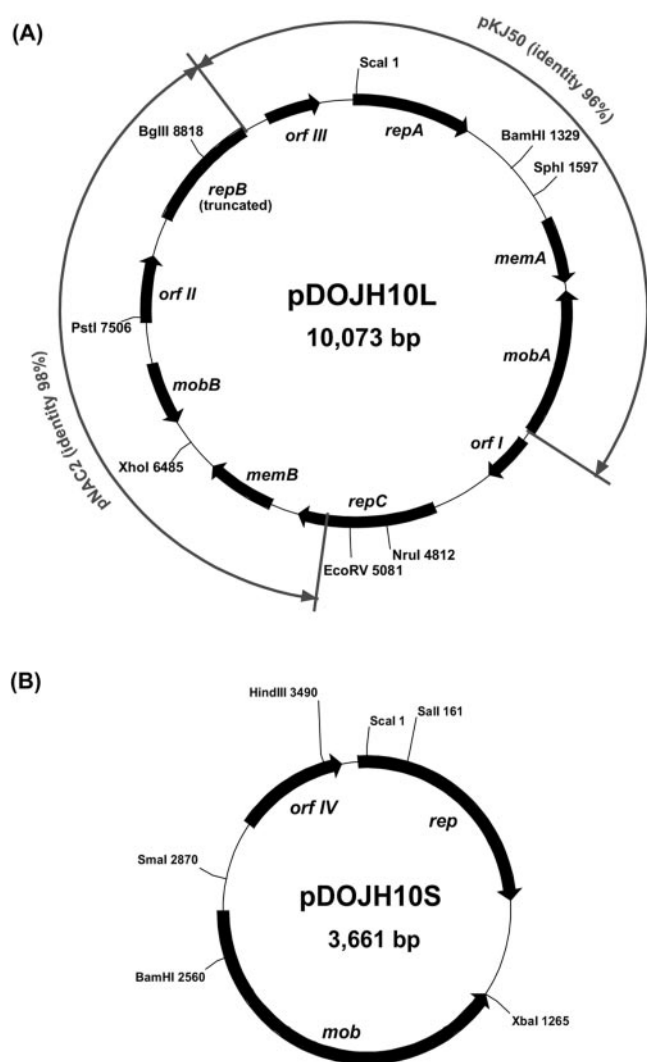 (A)
pKJ50 (identity 96%)
ScaI 1
orf III
repA
BglII 8818
BamHI 1329
SphI 1597
repB
(truncated)
memA
orf II
pDOJH10L
10,073 bp
PstI 7506
mobA
mobB
pNAC2 (identity 98%)
orf I
XhoI 6485
memB
repC
NruI 4812
EcoRV 5081
(B)
HindIII 3490
ScaI 1
SalI 161
orf IV
rep
SmaI 2870
pDOJH10S
3,661 bp
BamHI 2560
XbaI 1265
mob